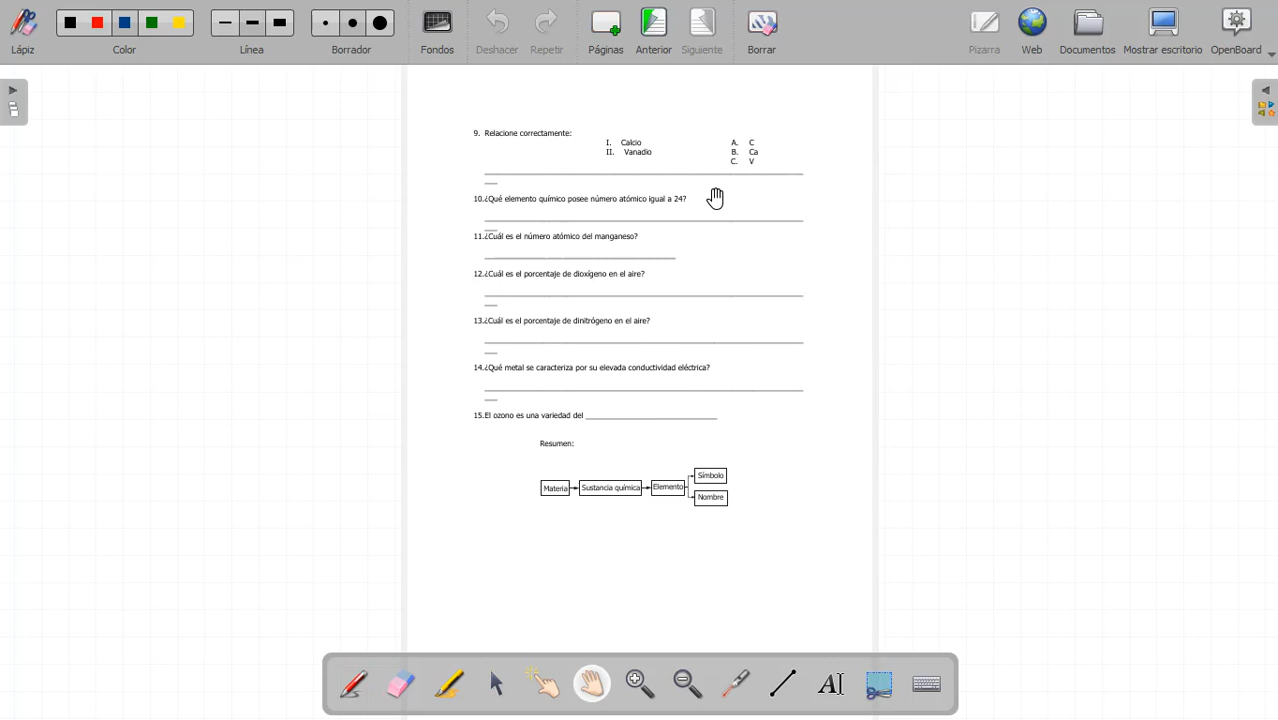 Lápiz Color Línea Borrador Fondos Deshacer Repetir Páginas Anterior Siguiente Borrar Pizarra Web Documentos Mostrar escritorio OpenBoard
9. Relacione correctamente:
I. Calcio A. C
II. Vanadio B. Ca
C. V
10.¿Qué elemento químico posee número atómico igual a 24?
11.¿Cuál es el número atómico del manganeso?
12.¿Cuál es el porcentaje de dioxígeno en el aire?
13.¿Cuál es el porcentaje de dinitrógeno en el aire?
14.¿Qué metal se caracteriza por su elevada conductividad eléctrica?
15.El ozono es una variedad del ____________________________
Resumen:
Símbolo
Materia Sustancia química Elemento
Nombre
AI